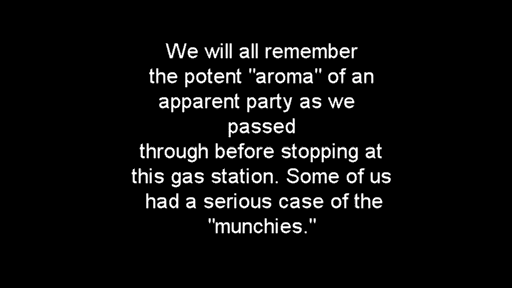 We will all remember
the potent "aroma" of an
apparent party as we
passed
through before stopping at
this gas station. Some of us
had a serious case of the
"munchies."